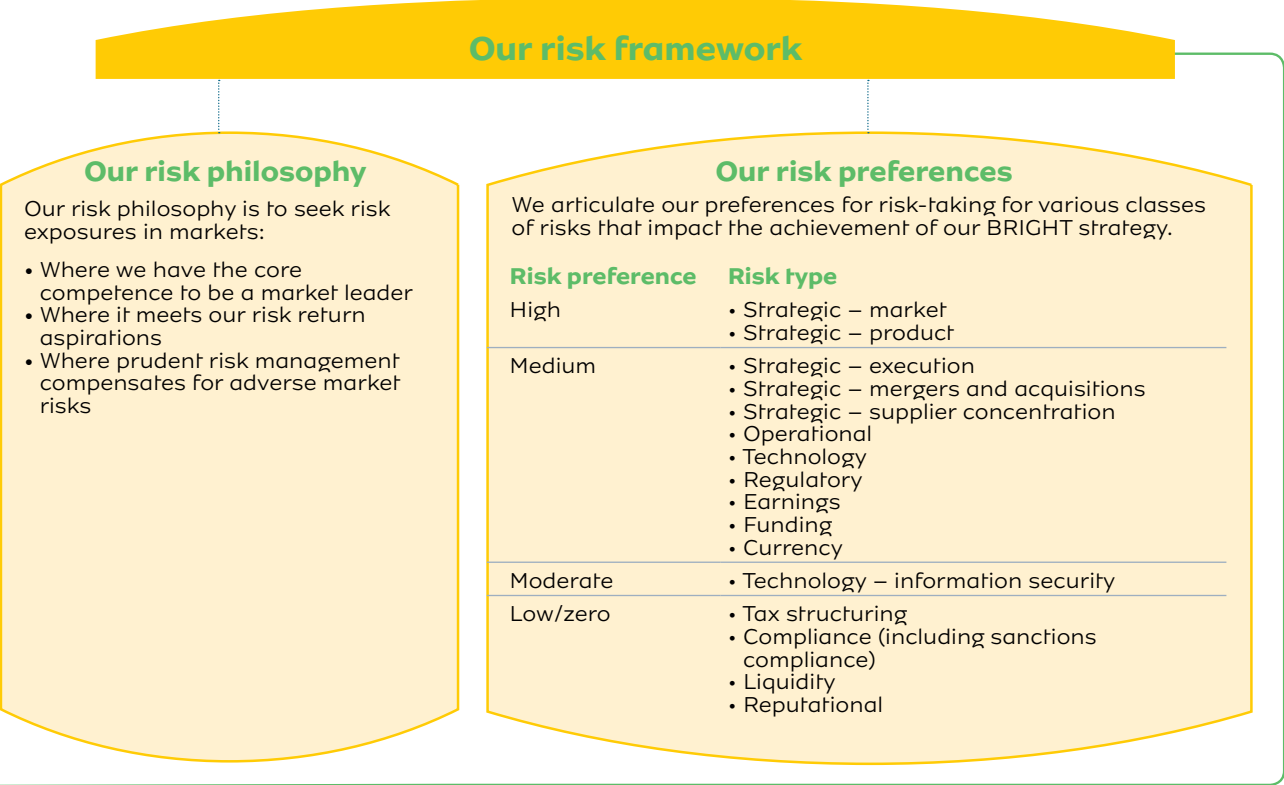 Our risk framework
Our risk philosophy
Our risk philosophy is to seek risk
exposures in markets:
• Where we have the core
competence to be a market leader
• Where it meets our risk return
aspirations
• Where prudent risk management
compensates for adverse market
risks
Our risk preferences
We articulate our preferences for risk-taking for various classes
of risks that impact the achievement of our BRIGHT strategy.
Risk preference Risk type
High • Strategic – market
• Strategic – product
Medium • Strategic – execution
• Strategic – mergers and acquisitions
• Strategic – supplier concentration
• Operational
• Technology
• Regulatory
• Earnings
• Funding
• Currency
Moderate • Technology – information security
Low/zero • Tax structuring
• Compliance (including sanctions
compliance)
• Liquidity
• Reputational